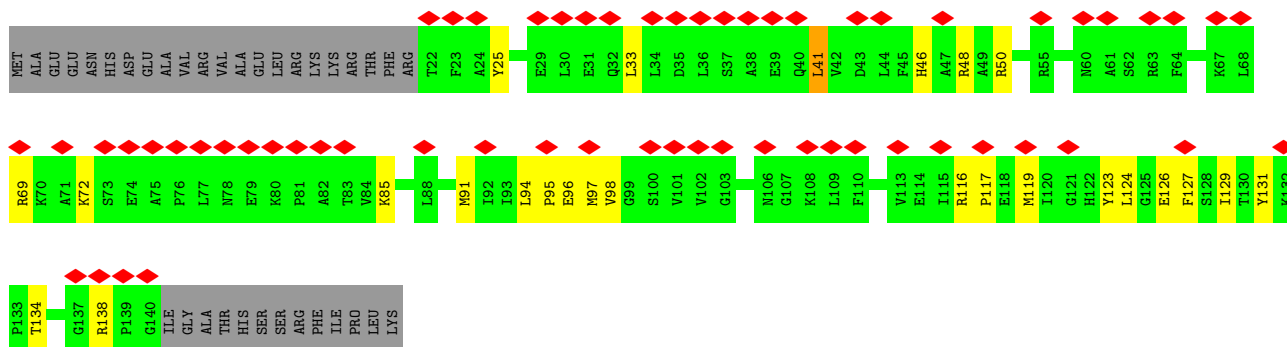 MET ALA GLU GLU ASN HIS ASP GLU ALA VAL ARG VAL ALA GLU LEU ARG LYS LYS ARG THR PHE ARG T22 F23 A24 Y25 E29 L30 E31 Q32 L33 L34 D35 L36 S37 A38 E39 Q40 L41 V42 D43 L44 F45 H46 A47 R48 A49 R50 R55 N60 A61 S62 R63 F64 K67 L68
R69 K70 A71 K72 S73 E74 A75 P76 L77 N78 E79 K80 P81 A82 T83 V84 K85 L88 M91 I92 I93 L94 P95 E96 M97 V98 G99 S100 V101 V102 G103 N106 G107 K108 L109 F110 V113 E114 I115 R116 P117 E118 M119 I120 G121 H122 Y123 L124 G125 E126 F127 S128 I129 T130 Y131 K132
P133 T134 G137 R138 P139 G140 ILE GLY ALA THR HIS SER SER ARG PHE ILE PRO LEU LYS